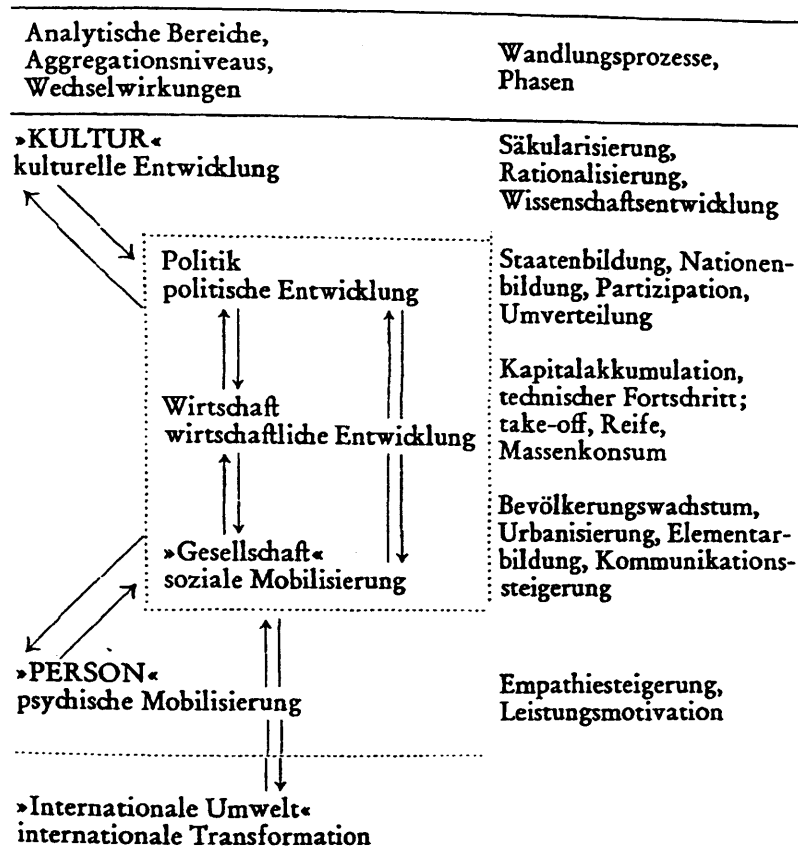 Analytische Bereiche,
Aggregationsniveaus,
Wechselwirkungen
Wandlungsprozesse,
Phasen
»KULTUR«
kulturelle Entwicklung
Säkularisierung,
Rationalisierung,
Wissenschaftsentwicklung
Politik
politische Entwicklung
Staatenbildung, Nationen-
bildung, Partizipation,
Umverteilung
Wirtschaft
wirtschaftliche Entwicklung
Kapitalakkumulation,
technischer Fortschritt;
take-off, Reife,
Massenkonsum
»Gesellschaft«
soziale Mobilisierung
Bevölkerungswachstum,
Urbanisierung, Elementar-
bildung, Kommunikations-
steigerung
»PERSON«
psychische Mobilisierung
Empathiesteigerung,
Leistungsmotivation
»Internationale Umwelt«
internationale Transformation